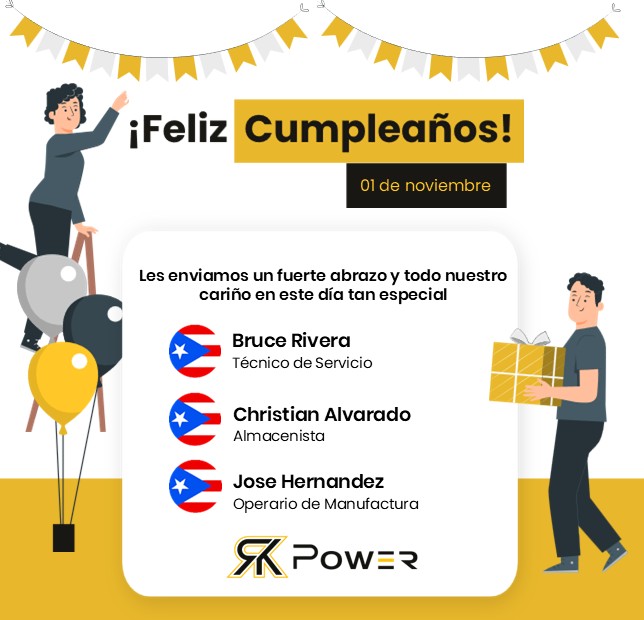 ¡Feliz Cumpleaños!
01 de noviembre
Les enviamos un fuerte abrazo y todo nuestro
cariño en este día tan especial
Bruce Rivera
Técnico de Servicio
Christian Alvarado
Almacenista
Jose Hernandez
Operario de Manufactura
RK Power